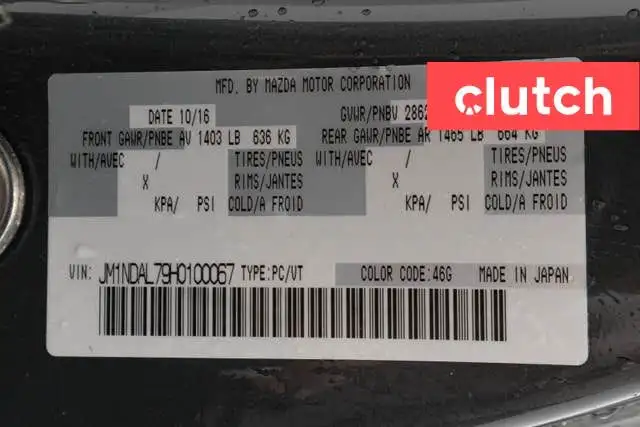 MFD. BY MAZDA MOTOR CORPORATION
clutch
DATE 10/16 GVWR/PNBV 2862
FRONT GAWR/PNBE AV 1403 LB 636 KG REAR GAWR/PNBE AR 1465 LB 664 KG
WITH/AVEC / TIRES/PNEUS WITH/AVEC / TIRES/PNEUS
X RIMS/JANTES X RIMS/JANTES
KPA/ PSI COLD/A FROID KPA/ PSI COLD/A FROID
VIN: JM1NDAL79H0100067 TYPE:PC/VT COLOR CODE:46G MADE IN JAPAN